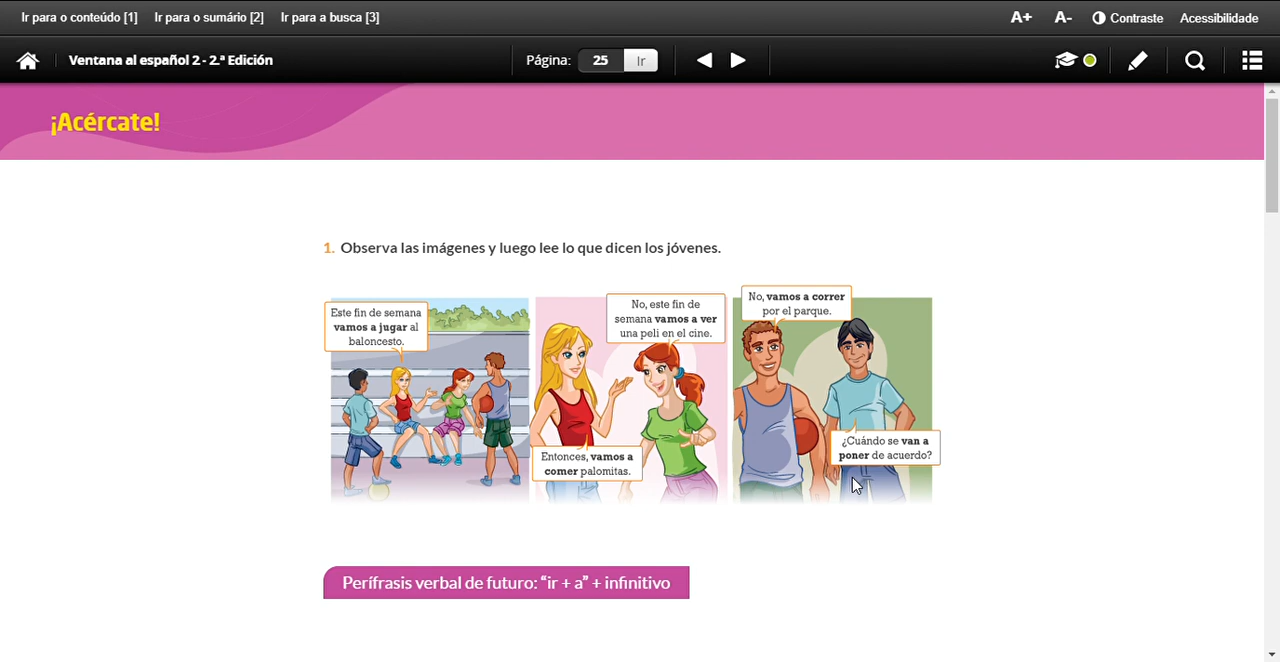 Ir para o conteúdo [1] Ir para o sumário [2] Ir para a busca [3] A+ A- Contraste Acessibilidade
Ventana al español 2 - 2.ª Edición Página: 25 Ir
¡Acércate!
1. Observa las imágenes y luego lee lo que dicen los jóvenes.
Este fin de semana
vamos a jugar al
baloncesto.
No, este fin de
semana vamos a ver
una peli en el cine.
Entonces, vamos a
comer palomitas.
No, vamos a correr
por el parque.
¿Cuándo se van a
poner de acuerdo?
Perífrasis verbal de futuro: “ir + a” + infinitivo